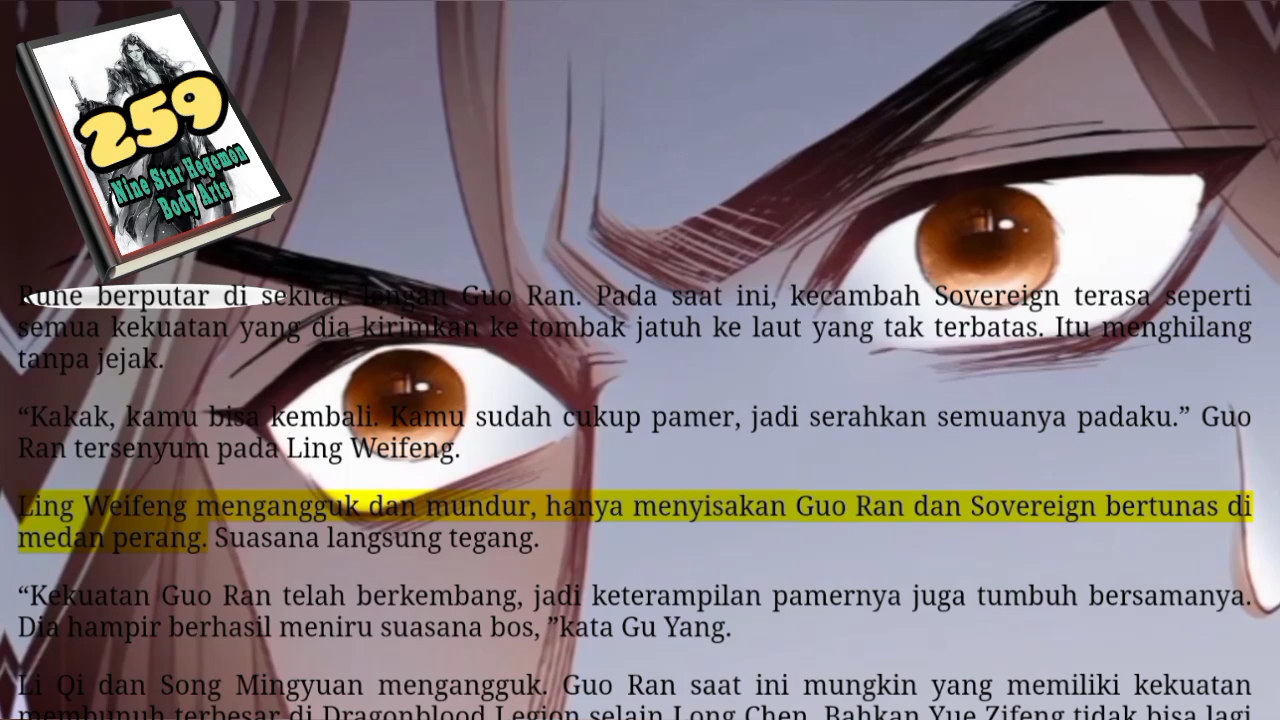 259
Nine Star Hegemon
Body Arts
Rune berputar di sekitar lengan Guo Ran. Pada saat ini, kecambah Sovereign terasa seperti
semua kekuatan yang dia kirimkan ke tombak jatuh ke laut yang tak terbatas. Itu menghilang
tanpa jejak.
“Kakak, kamu bisa kembali. Kamu sudah cukup pamer, jadi serahkan semuanya padaku.” Guo
Ran tersenyum pada Ling Weifeng.
Ling Weifeng mengangguk dan mundur, hanya menyisakan Guo Ran dan Sovereign bertunas di
medan perang. Suasana langsung tegang.
“Kekuatan Guo Ran telah berkembang, jadi keterampilan pamernya juga tumbuh bersamanya.
Dia hampir berhasil meniru suasana bos, ”kata Gu Yang.
Li Qi dan Song Mingyuan mengangguk. Guo Ran saat ini mungkin yang memiliki kekuatan
membunuh terbesar di Dragonblood Legion selain Long Chen. Bahkan Yue Zifeng tidak bisa lagi